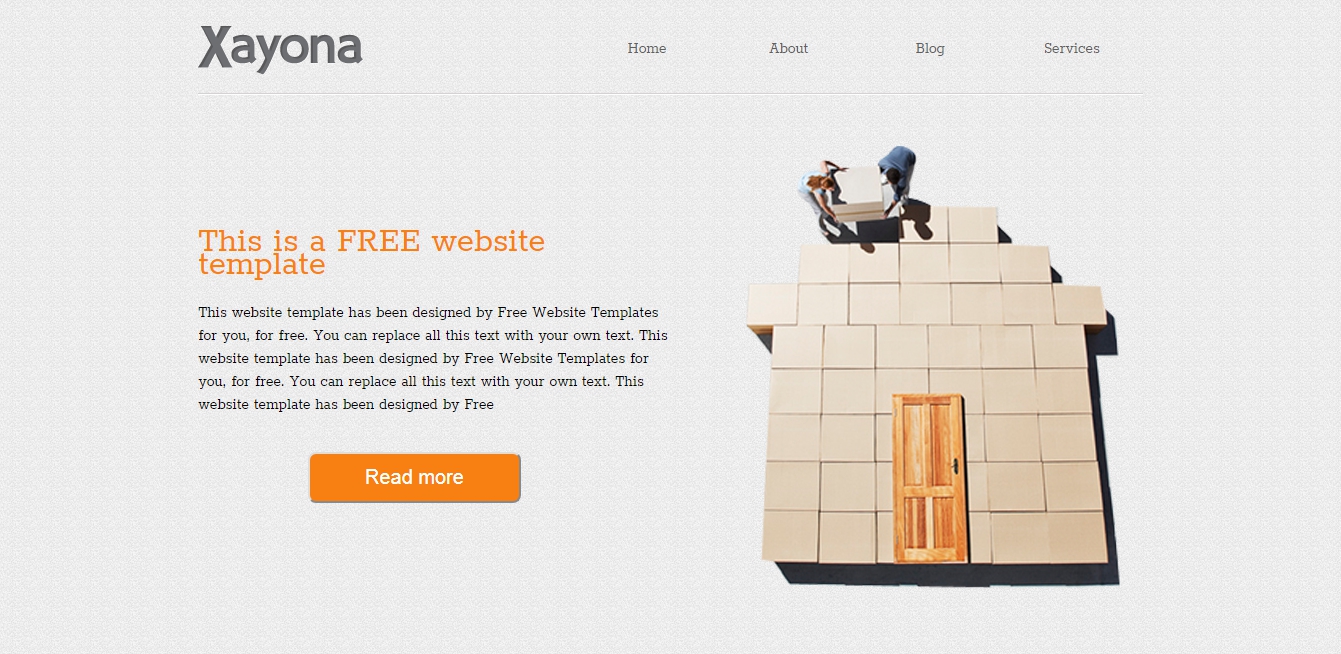 Xayona
Home About Blog Services
This is a FREE website
template
This website template has been designed by Free Website Templates
for you, for free. You can replace all this text with your own text. This
website template has been designed by Free Website Templates for
you, for free. You can replace all this text with your own text. This
website template has been designed by Free
Read more